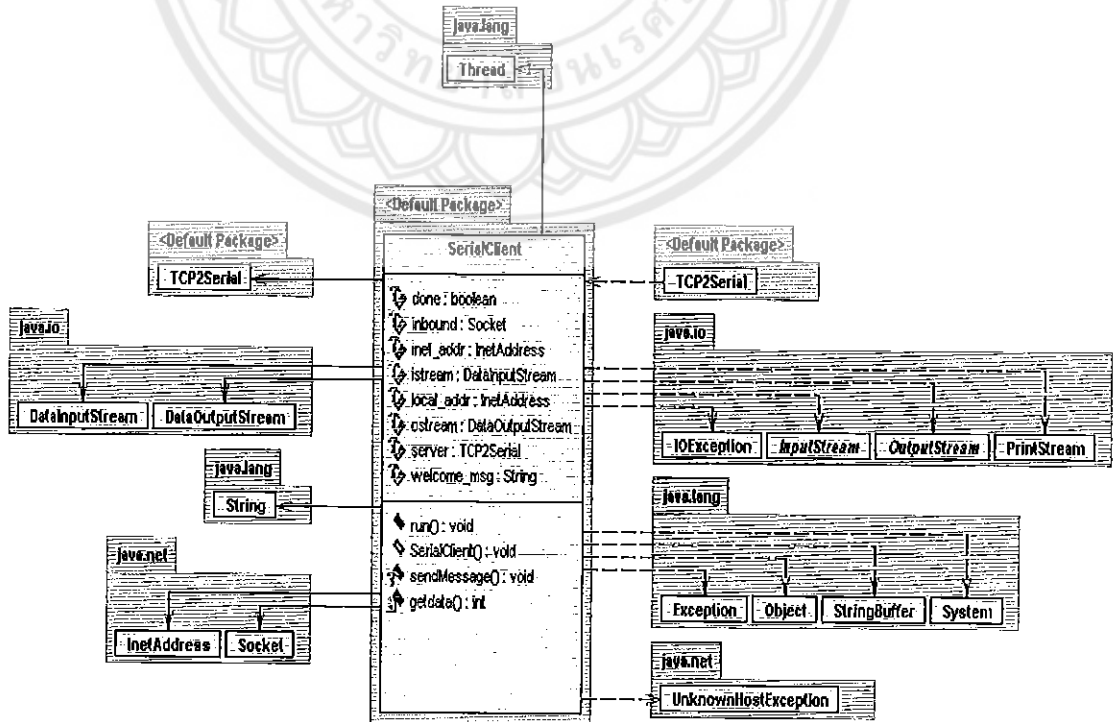 java.lang
Thread
<Default Package>
SerialClient
done : boolean
inbound : Socket
inet_addr : InetAddress
istream : DataInputStream
local_addr : InetAddress
ostream : DataOutputStream
server : TCP2Serial
welcome_msg : String
run() : void
SerialClient() : void
sendMessage() : void
getdata() : int
<Default Package>
TCP2Serial
java.io
DataInputStream
DataOutputStream
java.lang
String
java.net
InetAddress
Socket
<Default Package>
TCP2Serial
java.io
IOException
InputStream
OutputStream
PrintStream
java.lang
Exception
Object
StringBuffer
System
java.net
UnknownHostException